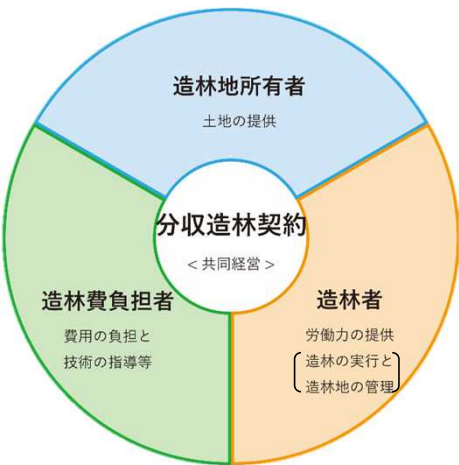 造林地所有者
土地の提供
分収造林契約
＜共同経営＞
造林費負担者
費用の負担と
技術の指導等
造林者
労働力の提供
造林の実行と
造林地の管理